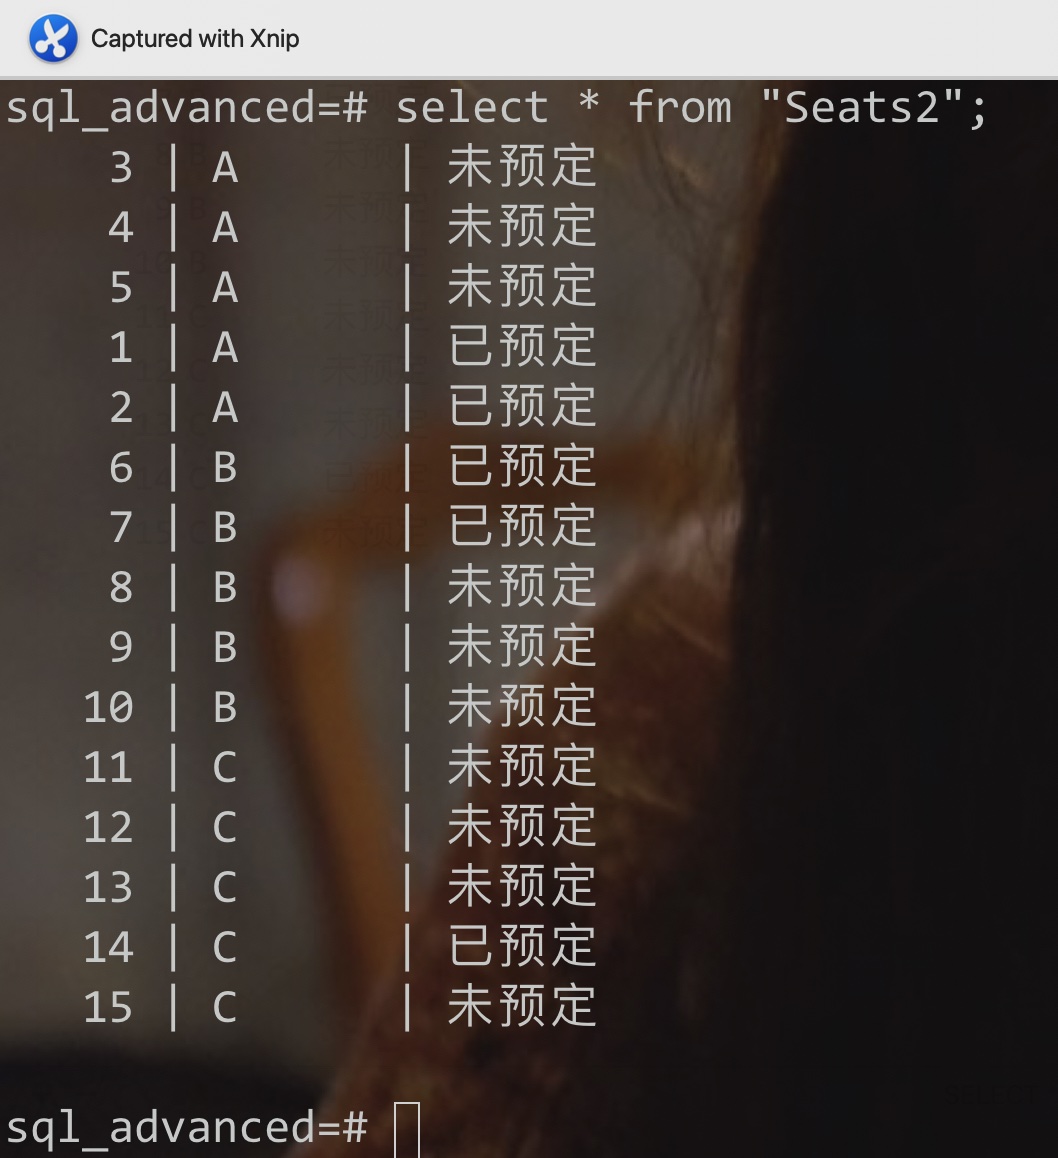 Captured with Xnip
sql_advanced=# select * from "Seats2";
3 | A | 未预定
4 | A | 未预定
5 | A | 未预定
1 | A | 已预定
2 | A | 已预定
6 | B | 已预定
7 | B | 已预定
8 | B | 未预定
9 | B | 未预定
10 | B | 未预定
11 | C | 未预定
12 | C | 未预定
13 | C | 未预定
14 | C | 已预定
15 | C | 未预定
sql_advanced=#